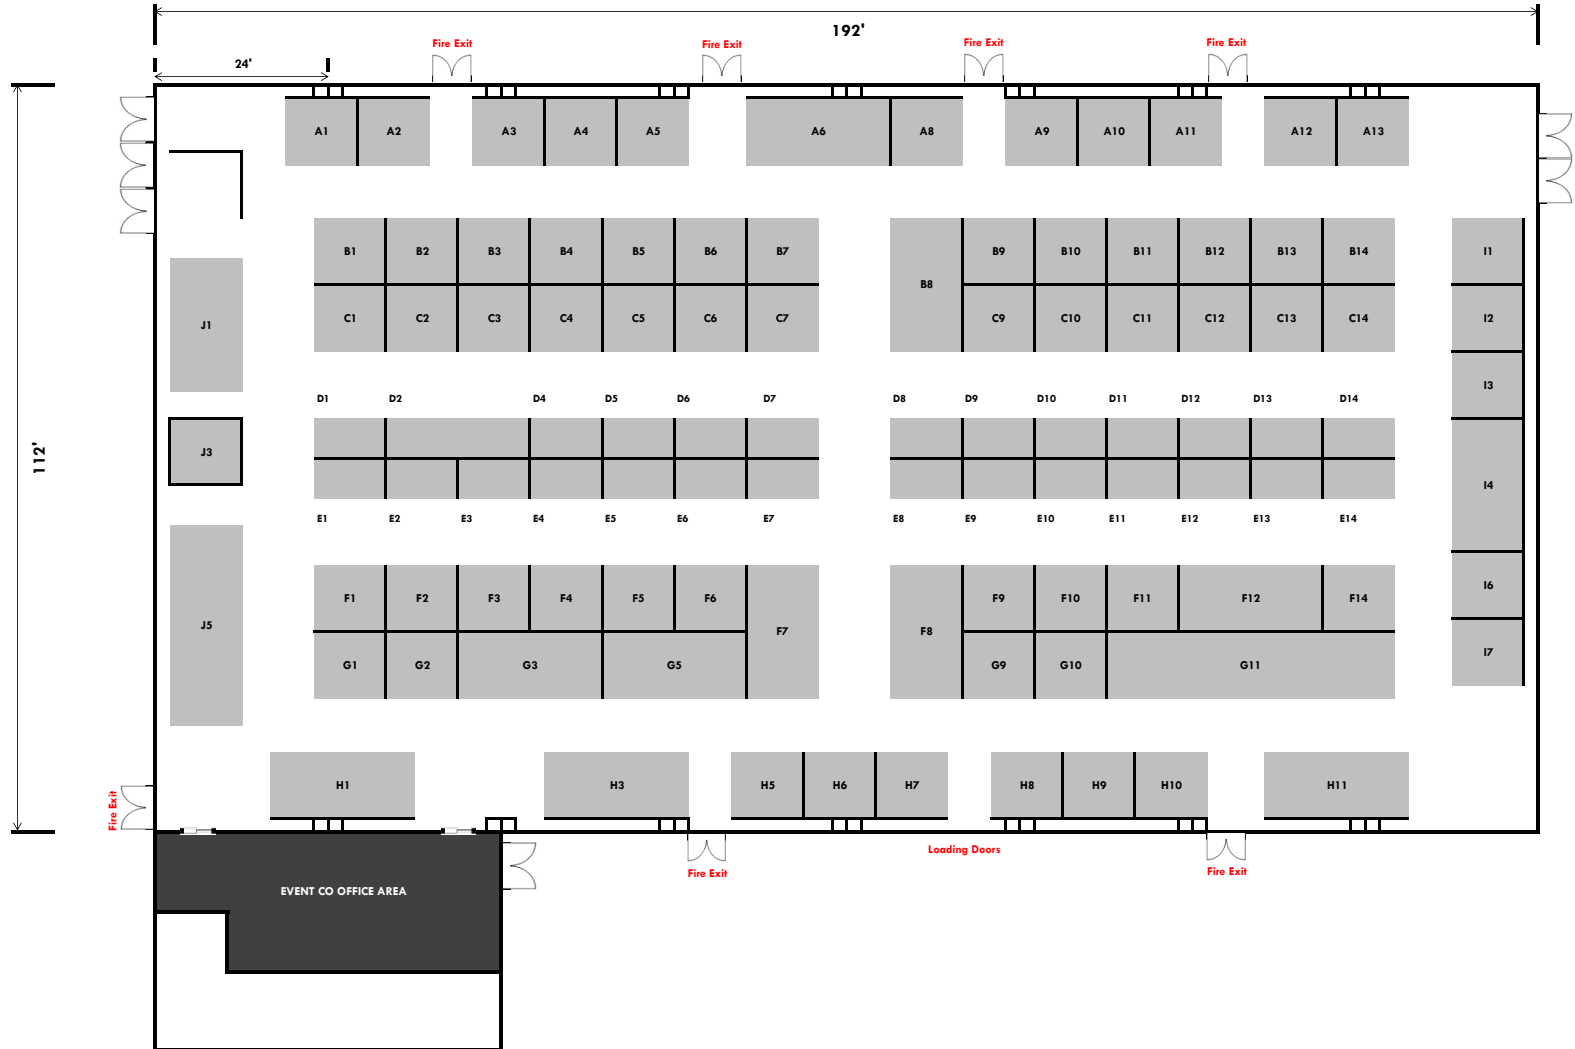 192'
Fire Exit
Fire Exit
Fire Exit
Fire Exit
24'
112'
A1 A2 A3 A4 A5 A6 A8 A9 A10 A11 A12 A13
B1 B2 B3 B4 B5 B6 B7 B8 B9 B10 B11 B12 B13 B14 I1
C1 C2 C3 C4 C5 C6 C7 C9 C10 C11 C12 C13 C14 I2
J1
I3
D1 D2 D4 D5 D6 D7 D8 D9 D10 D11 D12 D13 D14
J3
I4
E1 E2 E3 E4 E5 E6 E7 E8 E9 E10 E11 E12 E13 E14
F1 F2 F3 F4 F5 F6 F7 F8 F9 F10 F11 F12 F14 I6
J5
G1 G2 G3 G5 G9 G10 G11 I7
H1 H3 H5 H6 H7 H8 H9 H10 H11
Fire Exit
Loading Doors
Fire Exit
Fire Exit
EVENT CO OFFICE AREA